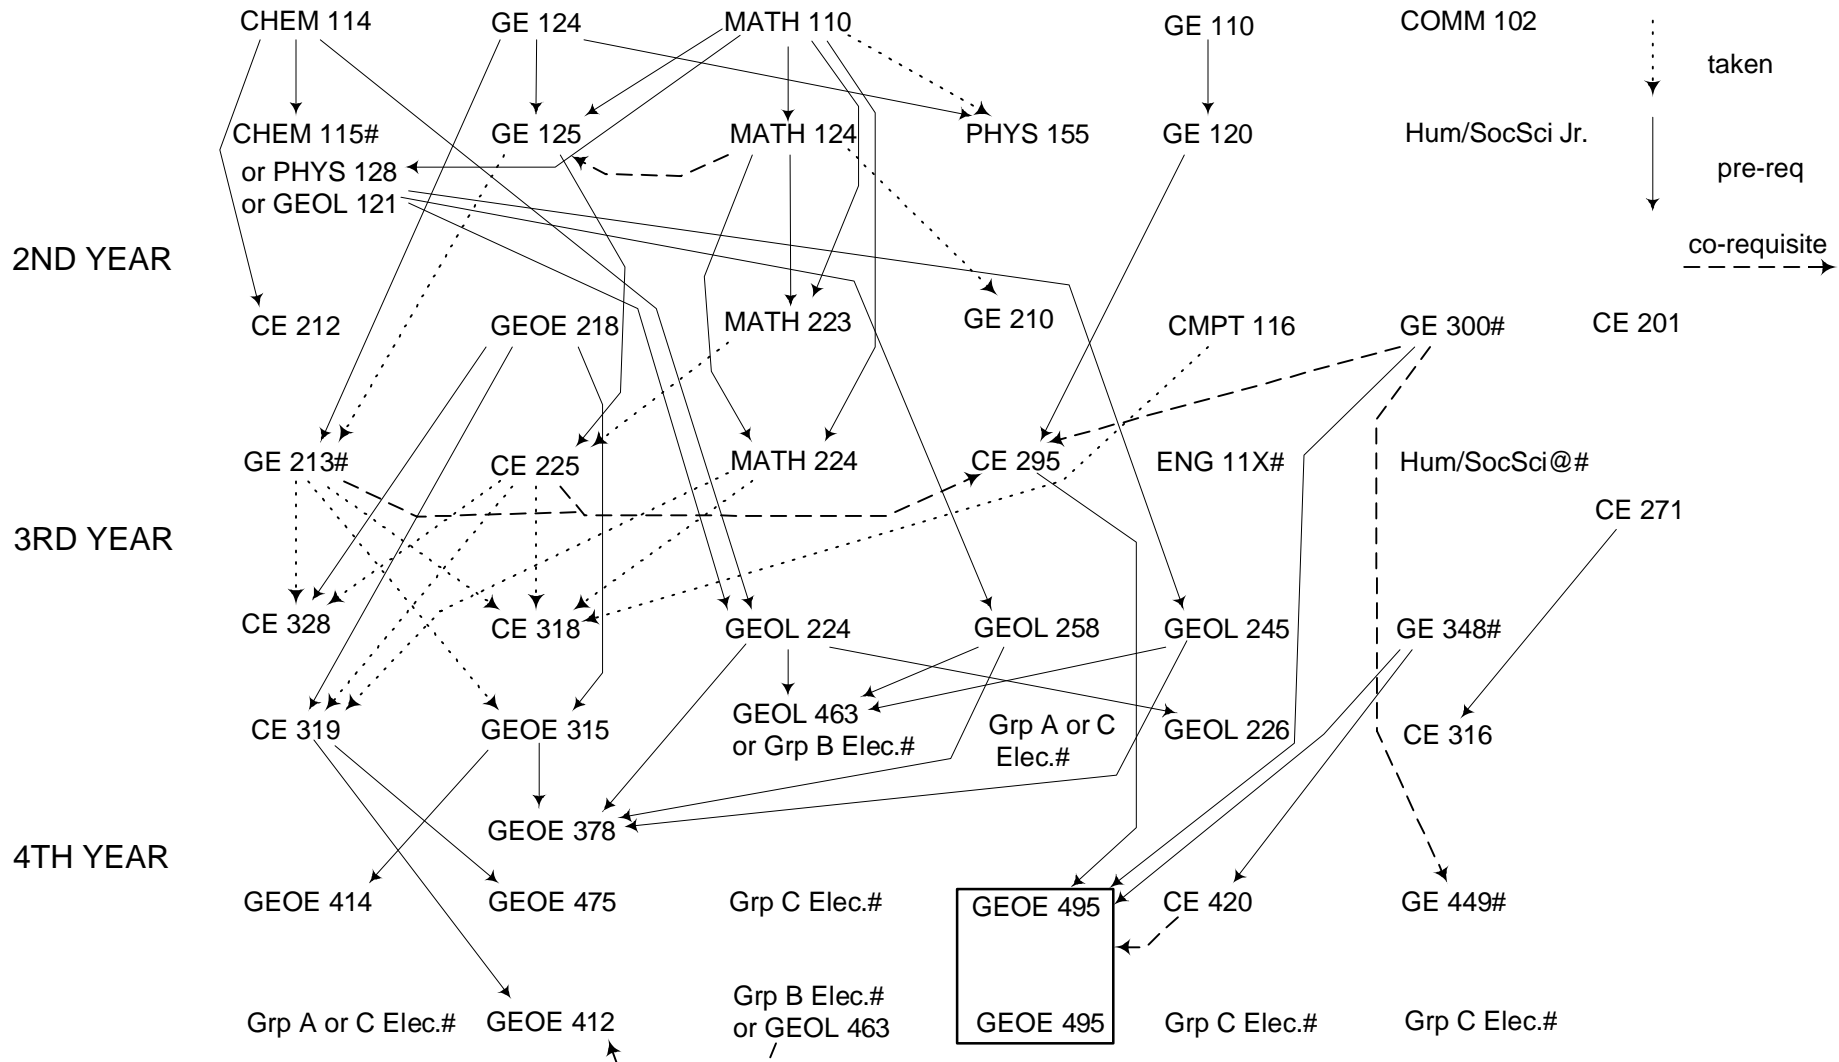 CHEM 114
GE 124
MATH 110
GE 110
COMM 102
taken
CHEM 115#
or PHYS 128
or GEOL 121
GE 125
MATH 124
PHYS 155
GE 120
Hum/SocSci Jr.
pre-req
co-requisite
2ND YEAR
CE 212
GEOE 218
MATH 223
GE 210
CMPT 116
GE 300#
CE 201
GE 213#
CE 225
MATH 224
CE 295
ENG 11X#
Hum/SocSci@#
CE 271
3RD YEAR
CE 328
CE 318
GEOL 224
GEOL 258
GEOL 245
GE 348#
CE 319
GEOE 315
GEOL 463
or Grp B Elec.#
Grp A or C
Elec.#
GEOL 226
CE 316
GEOE 378
4TH YEAR
GEOE 414
GEOE 475
Grp C Elec.#
GEOE 495
CE 420
GE 449#
Grp A or C Elec.#
GEOE 412
Grp B Elec.#
or GEOL 463
GEOE 495
Grp C Elec.#
Grp C Elec.#